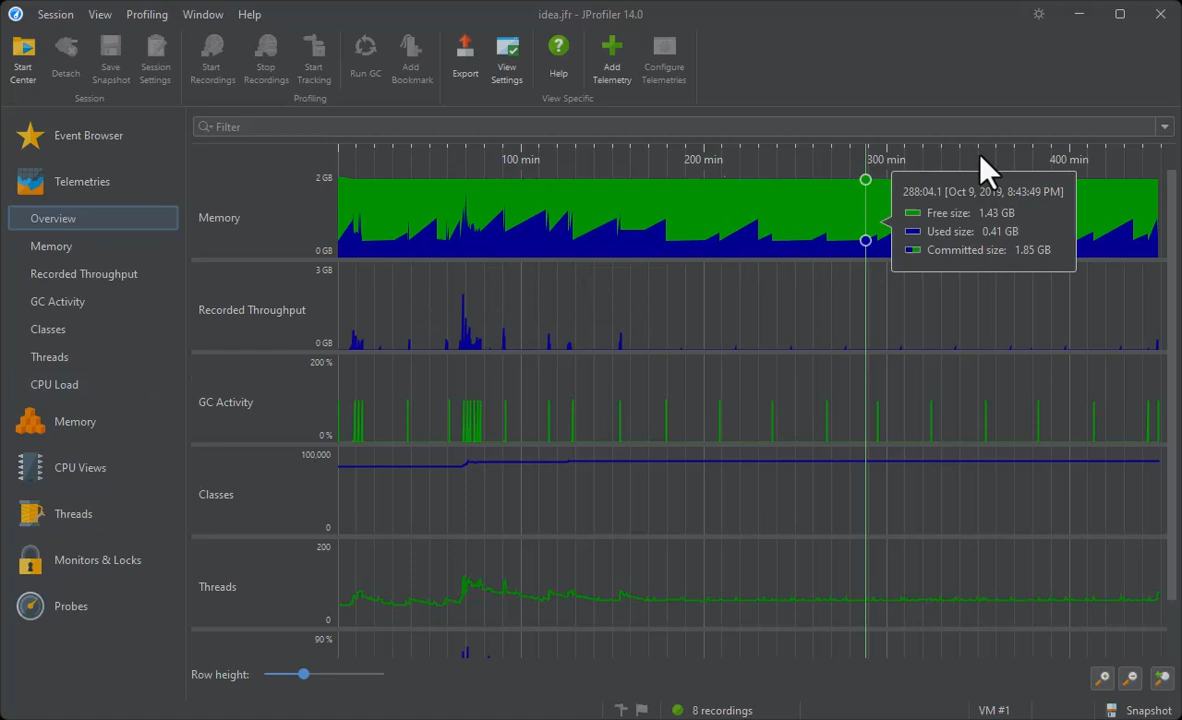 Session View Profiling Window Help idea.jfr - JProfiler 14.0
Start Center
Detach
Save Snapshot
Session Settings
Start Recordings
Stop Recordings
Start Tracking
Run GC
Add Bookmark
Export
View Settings
Help
Add Telemetry
Configure Telemetries
Session Profiling View Specific
Event Browser
Telemetries
Overview
Memory
Recorded Throughput
GC Activity
Classes
Threads
CPU Load
Memory
CPU Views
Threads
Monitors & Locks
Probes
Filter
100 min 200 min 300 min 400 min
2 GB
Memory
0 GB
288:04.1 [Oct 9, 2019, 8:43:49 PM]
Free size: 1.43 GB
Used size: 0.41 GB
Committed size: 1.85 GB
3 GB
Recorded Throughput
0 GB
200 %
GC Activity
0 %
100,000
Classes
0
200
Threads
0
90 %
Row height:
8 recordings VM #1 Snapshot